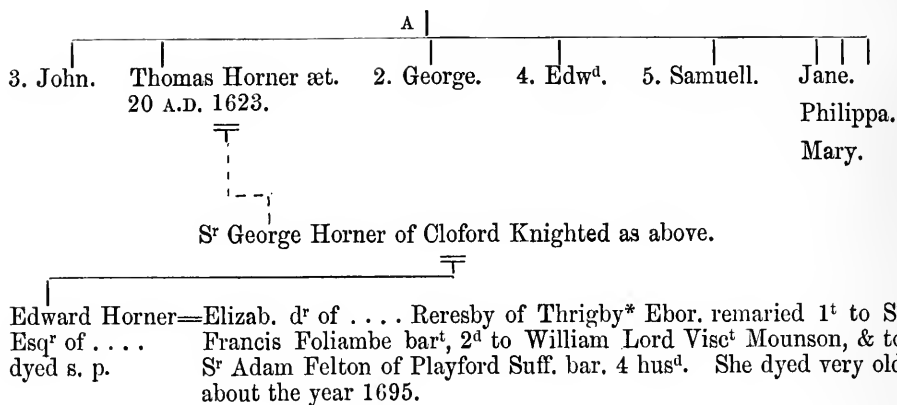 A
3. John. Thomas Horner æt. 2. George. 4. Edwᵈ. 5. Samuell. Jane.
20 A.D. 1623. Philippa.
Mary.
Sʳ George Horner of Cloford Knighted as above.
Edward Horner=Elizab. dʳ of .... Reresby of Thrigby* Ebor. remaried 1ᵗ to S
Esqʳ of .... Francis Foliambe barᵗ, 2ᵈ to William Lord Viscᵗ Mounson, & to
dyed s. p. Sʳ Adam Felton of Playford Suff. bar. 4 husᵈ. She dyed very old
about the year 1695.